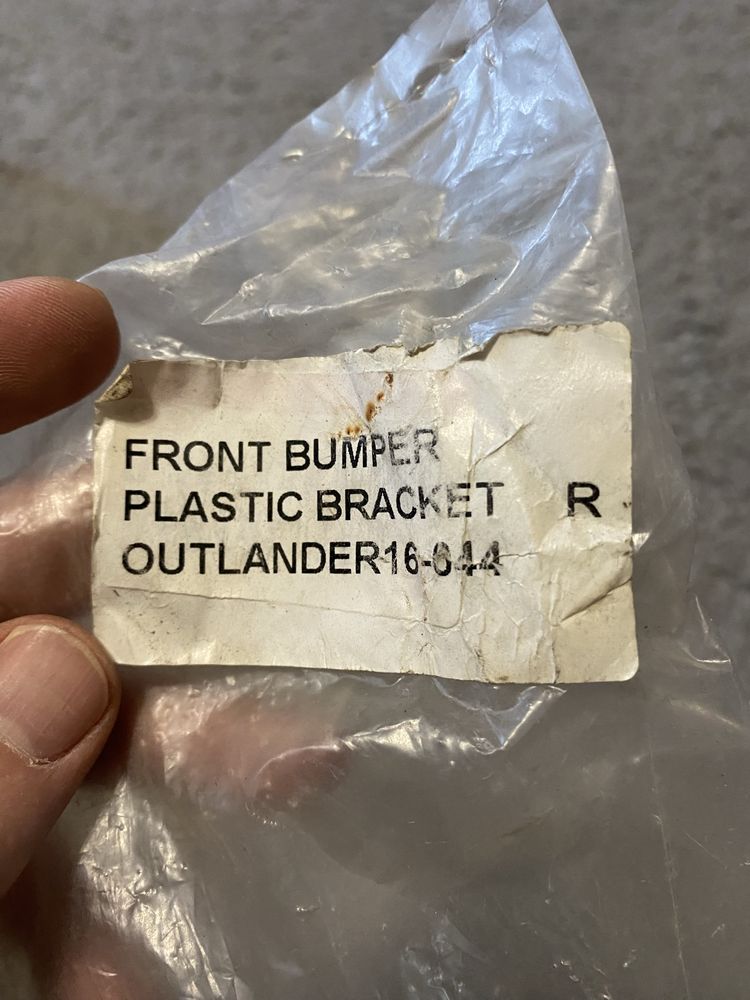 FRONT BUMPER
PLASTIC BRACKET R
OUTLANDER16-644